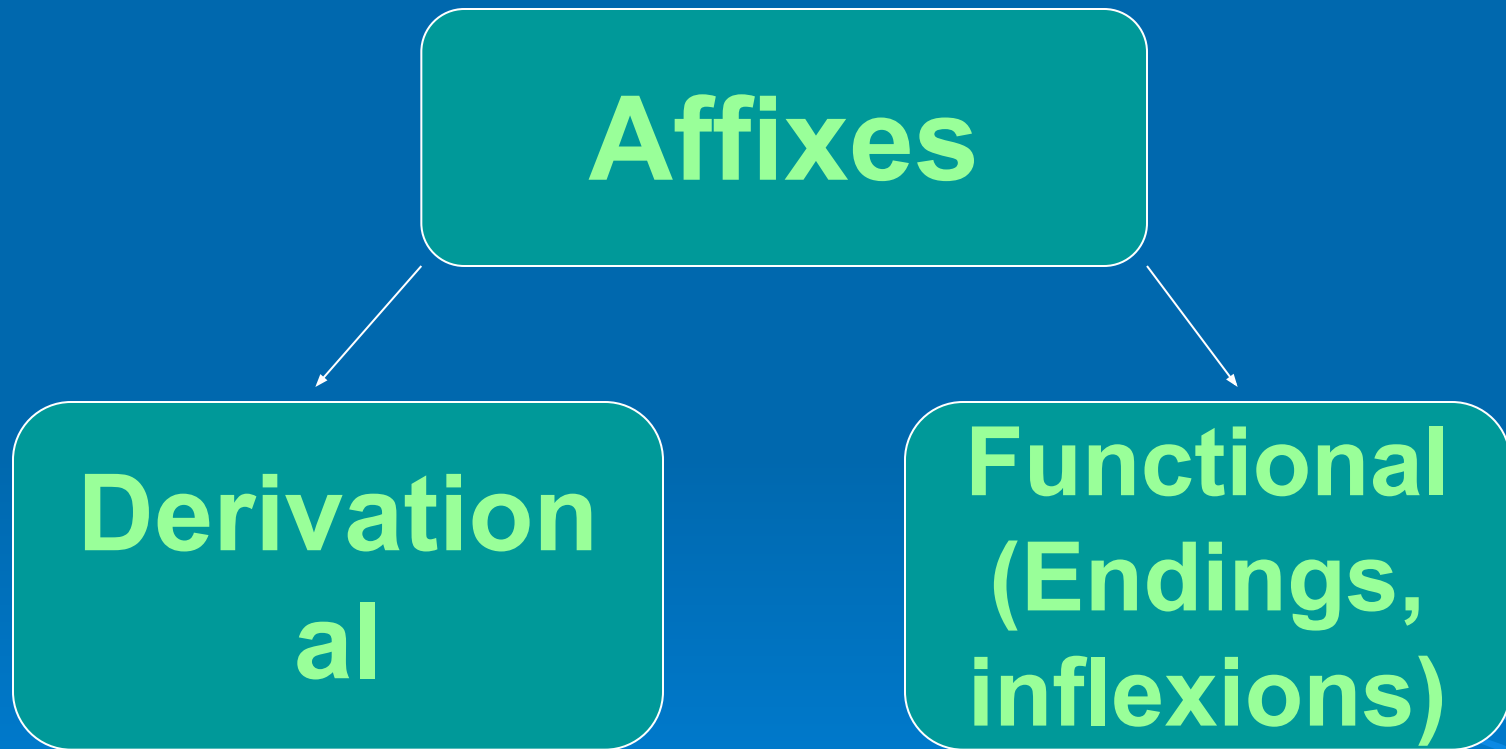 Affixes
Derivation
al
Functional
(Endings,
inflexions)